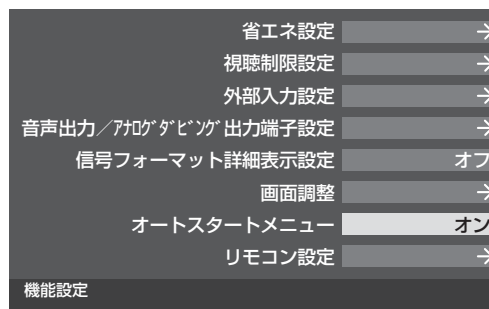 省エネ設定 →
視聴制限設定 →
外部入力設定 →
音声出力／ｱﾅﾛｸﾞﾀﾞﾋﾞﾝｸﾞ出力端子設定 →
信号フォーマット詳細表示設定 オフ
画面調整 →
オートスタートメニュー オン
リモコン設定 →
機能設定